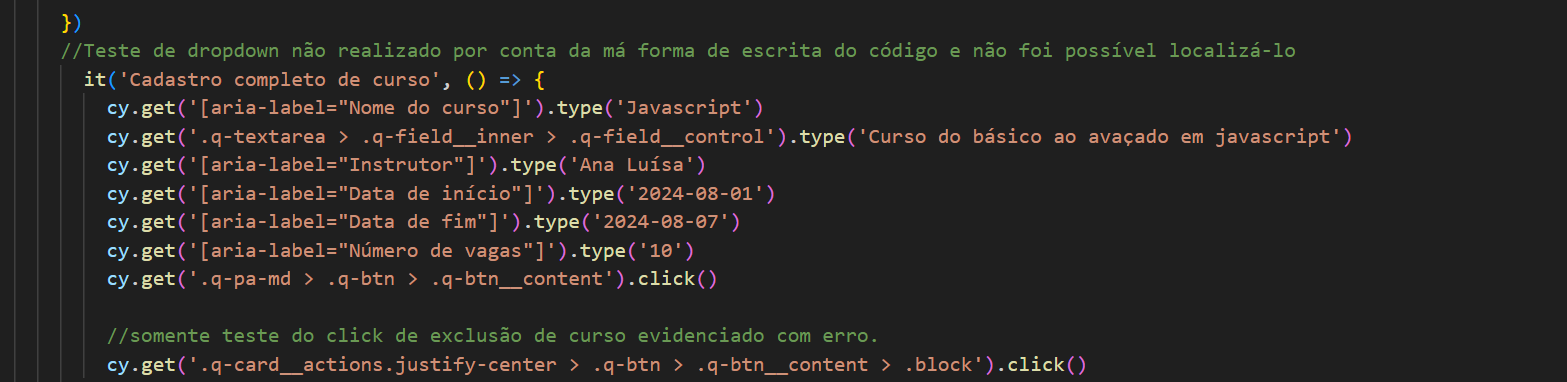 })
//Teste de dropdown não realizado por conta da má forma de escrita do código e não foi possível localizá-lo
it('Cadastro completo de curso', () => {
cy.get('[aria-label="Nome do curso"]').type('Javascript')
cy.get('.q-textarea > .q-field__inner > .q-field__control').type('Curso do básico ao avaçado em javascript')
cy.get('[aria-label="Instrutor"]').type('Ana Luísa')
cy.get('[aria-label="Data de início"]').type('2024-08-01')
cy.get('[aria-label="Data de fim"]').type('2024-08-07')
cy.get('[aria-label="Número de vagas"]').type('10')
cy.get('.q-pa-md > .q-btn > .q-btn__content').click()
//somente teste do click de exclusão de curso evidenciado com erro.
cy.get('.q-card__actions.justify-center > .q-btn > .q-btn__content > .block').click()